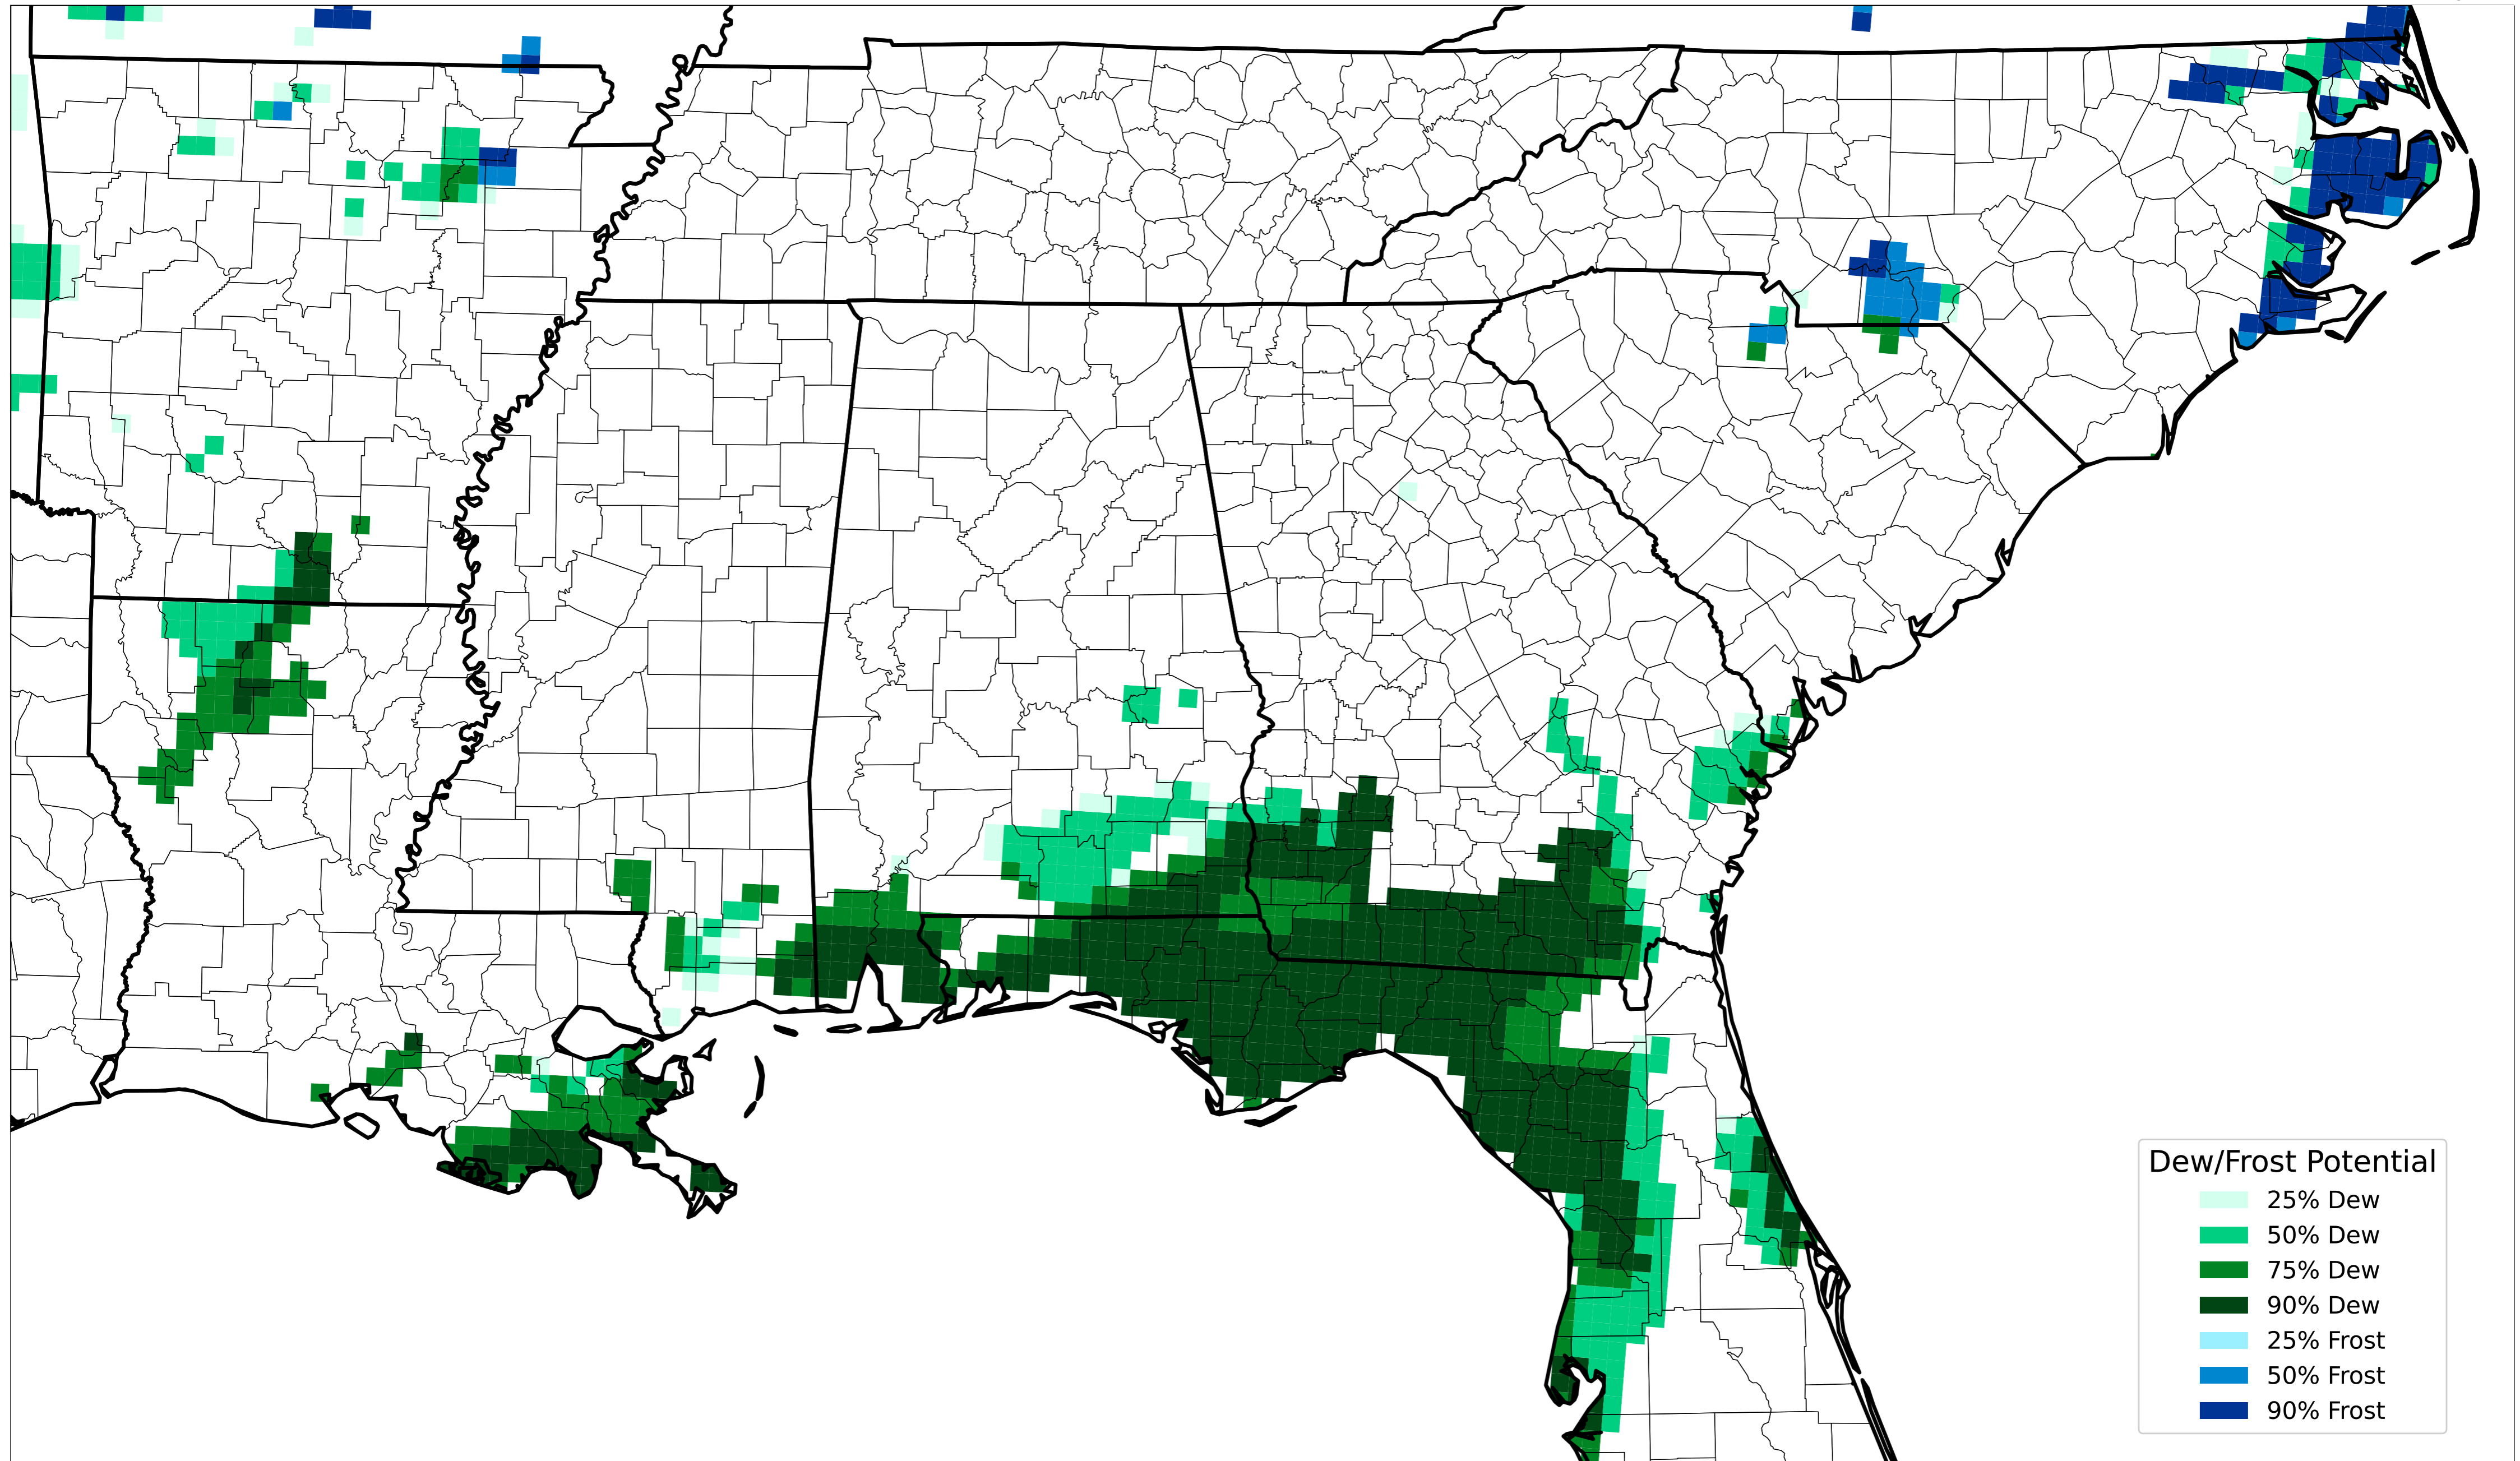 Dew/Frost Potential
25% Dew
50% Dew
75% Dew
90% Dew
25% Frost
50% Frost
90% Frost